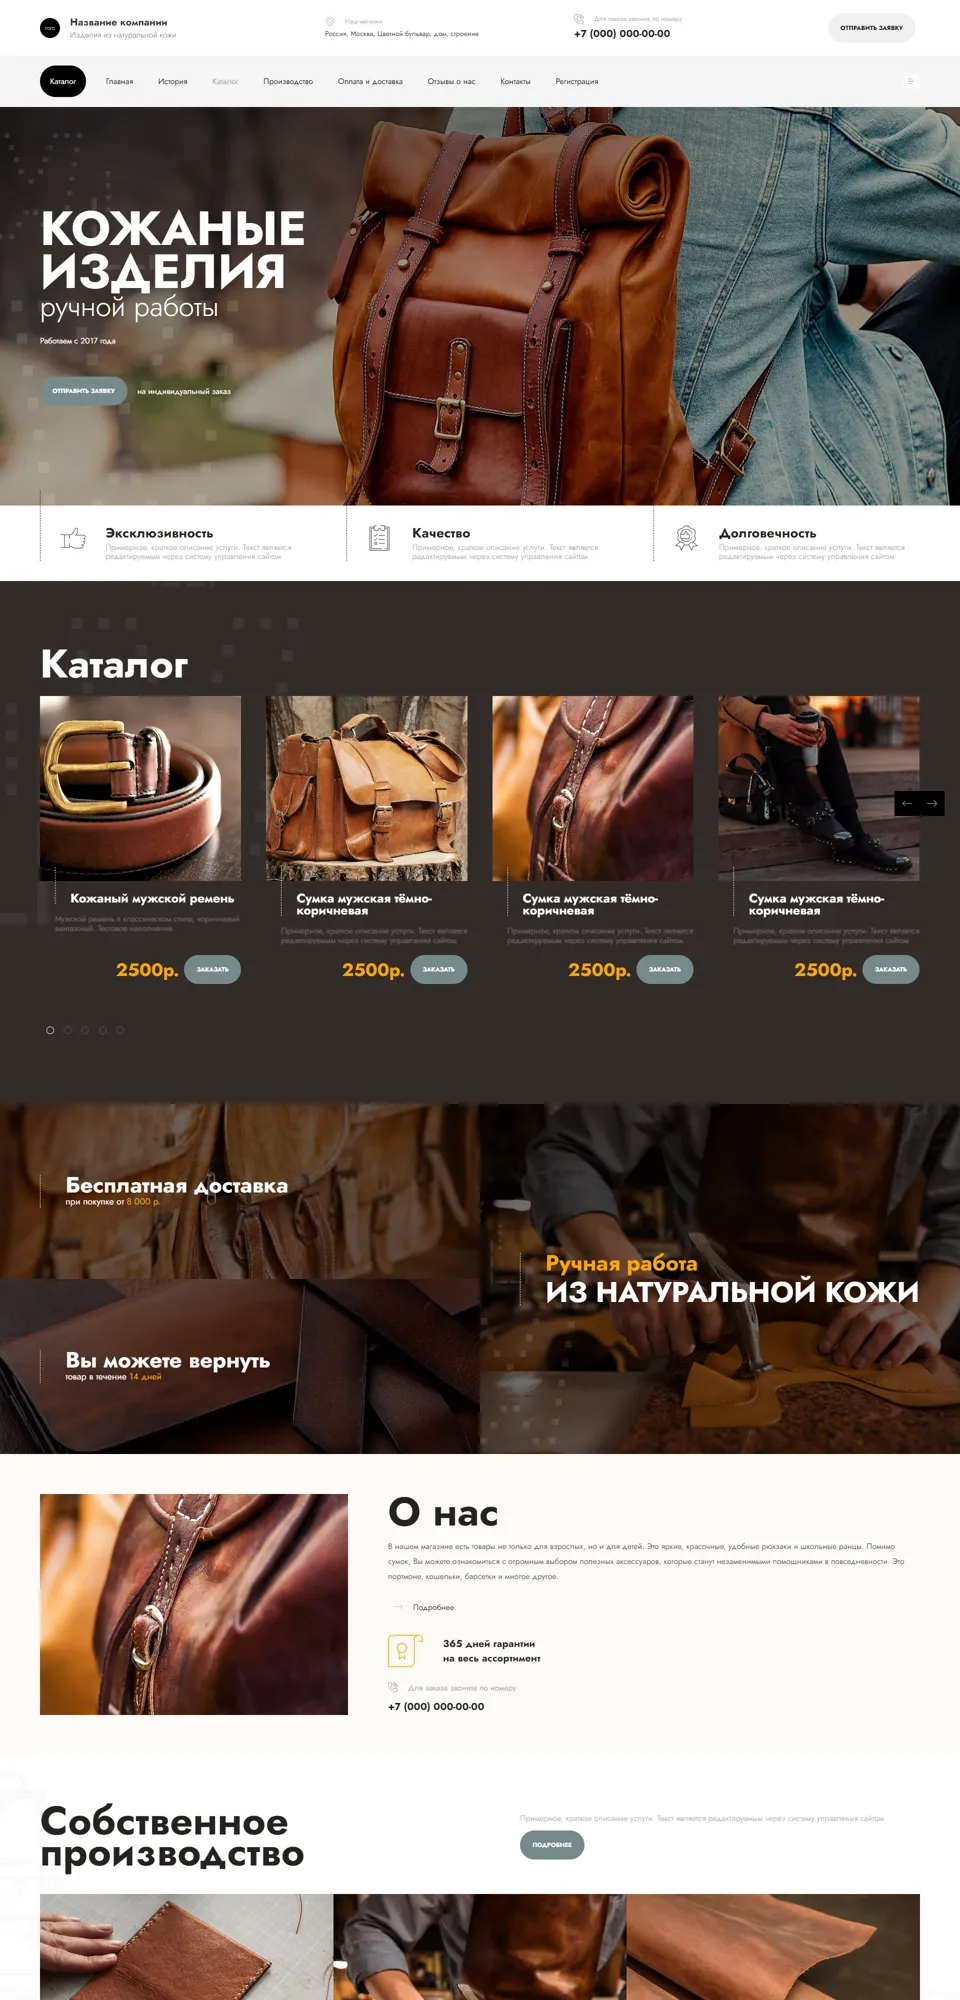 Название компании
Изделия из натуральной кожи
Наш магазин
Россия, Москва, Цветной бульвар, дом, строение
Для заказа звоните по номеру
+7 (000) 000-00-00
ОТПРАВИТЬ ЗАЯВКУ
Каталог
Главная
История
Каталог
Производство
Оплата и доставка
Отзывы о нас
Контакты
Регистрация
КОЖАНЫЕ
ИЗДЕЛИЯ
ручной работы
Работаем с 2017 года
ОТПРАВИТЬ ЗАЯВКУ
на индивидуальный заказ
Эксклюзивность
Примерное, краткое описание услуги. Текст является
редактируемым через систему управления сайтом
Качество
Примерное, краткое описание услуги. Текст является
редактируемым через систему управления сайтом
Долговечность
Примерное, краткое описание услуги. Текст является
редактируемым через систему управления сайтом
Каталог
Кожаный мужской ремень
Мужской ремень в классическом стиле, коричневый
винтажный. Тестовое наполнение
2500р.
ЗАКАЗАТЬ
Сумка мужская тёмно-
коричневая
Примерное, краткое описание услуги. Текст является
редактируемым через систему управления сайтом
2500р.
ЗАКАЗАТЬ
Сумка мужская тёмно-
коричневая
Примерное, краткое описание услуги. Текст является
редактируемым через систему управления сайтом
2500р.
ЗАКАЗАТЬ
Сумка мужская тёмно-
коричневая
Примерное, краткое описание услуги. Текст является
редактируемым через систему управления сайтом
2500р.
ЗАКАЗАТЬ
Бесплатная доставка
при покупке от 8 000 р.
Вы можете вернуть
товар в течение 14 дней
Ручная работа
ИЗ НАТУРАЛЬНОЙ КОЖИ
О нас
В нашем магазине есть товары не только для взрослых, но и для детей. Это яркие, красочные, удобные рюкзаки и школьные ранцы. Помимо
сумок, Вы можете ознакомиться с огромным выбором полезных аксессуаров, которые станут незаменимыми помощниками в повседневности. Это
портмоне, кошельки, барсетки и многое другое.
Подробнее
365 дней гарантии
на весь ассортимент
Для заказа звоните по номеру
+7 (000) 000-00-00
Собственное
производство
Примерное, краткое описание услуги. Текст является редактируемым через систему управления сайтом
ПОДРОБНЕЕ